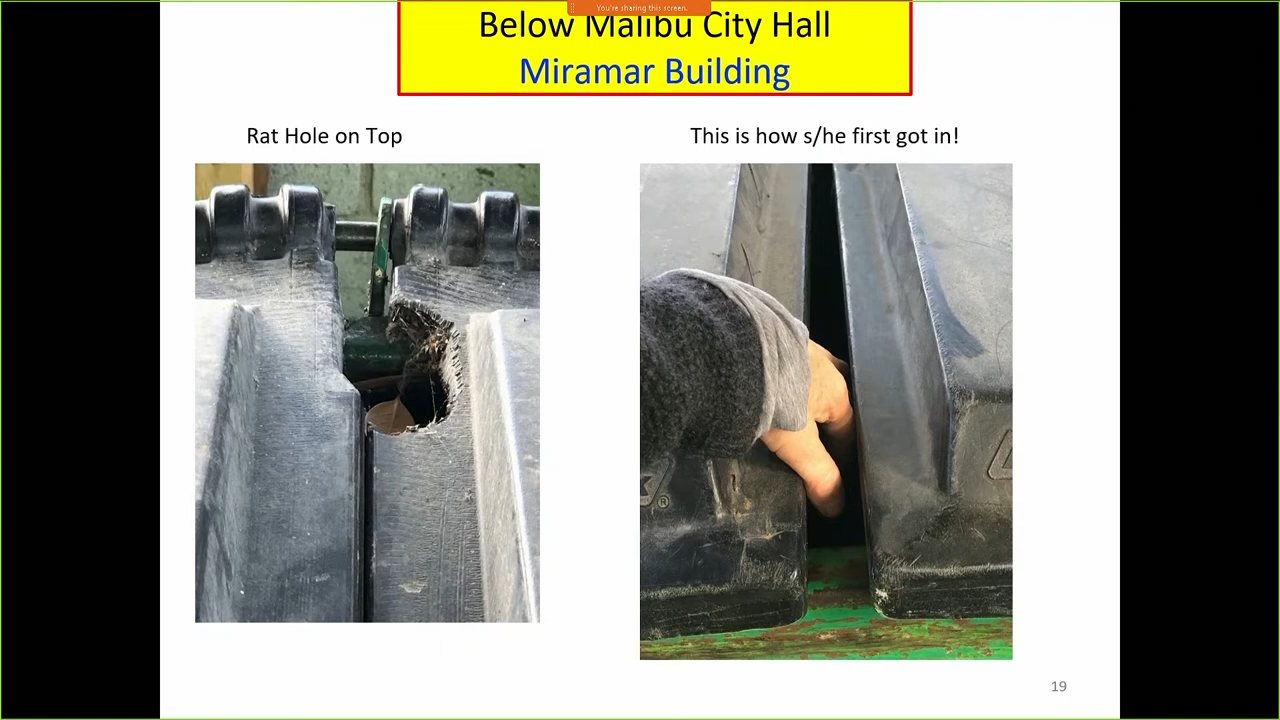 You're sharing this screen.
Below Malibu City Hall
Miramar Building
Rat Hole on Top
This is how s/he first got in!
®
19